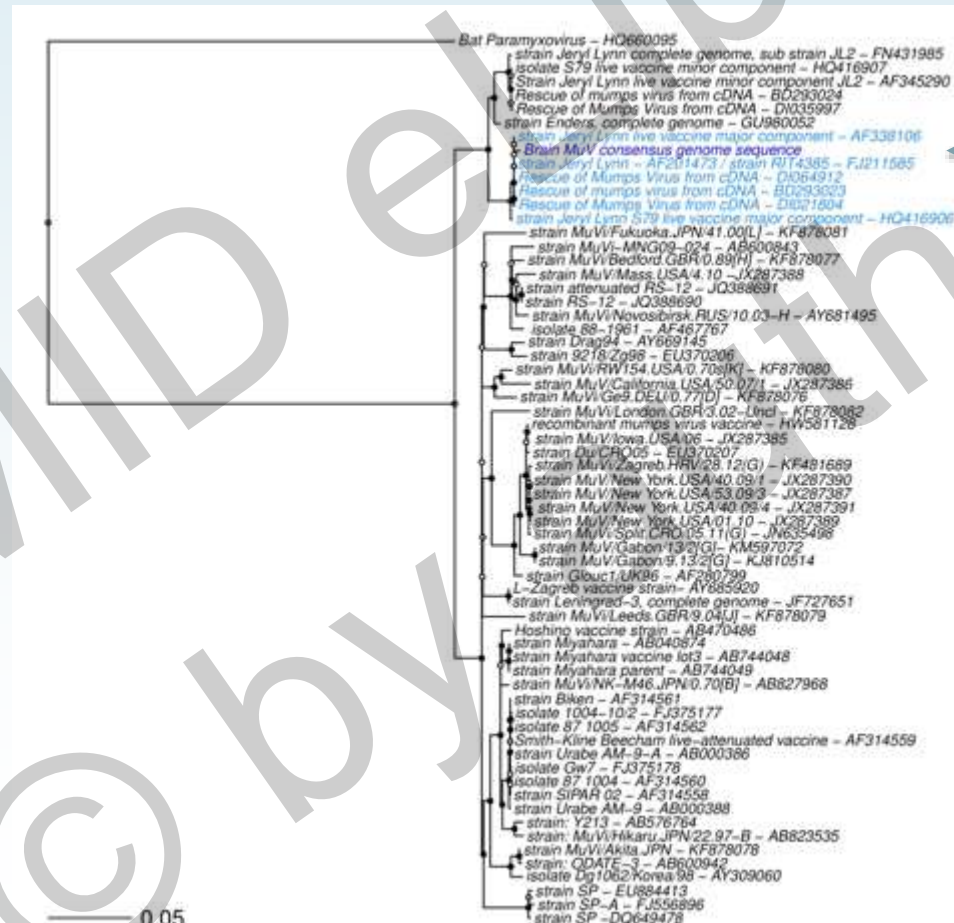 Bat Paramyxovirus – HQ660095
strain Jeryl Lynn complete genome, sub strain JL2 – FN431985
isolate S79 live vaccine minor component – HQ416907
Strain Jeryl Lynn live vaccine minor component JL2 – AF345290
Rescue of mumps virus from cDNA – BD293024
Rescue of Mumps Virus from cDNA – DI035997
strain Enders, complete genome – GU980052
strain Jeryl Lynn live vaccine major component – AF338106
Brain MuV consensus genome sequence
strain Jeryl Lynn – AF201473 / strain RIT4385 – FJ211585
Rescue of Mumps Virus from cDNA – DI064912
Rescue of mumps virus from cDNA – BD293023
Rescue of Mumps Virus from cDNA – DI021604
strain Jeryl Lynn S79 live vaccine major component – HQ416906
strain MuVi/Fukuoka.JPN/41.00[L] – KF878081
strain MuVi–MNG09–024 – AB600843
strain MuVi/Bedford.GBR/0.89[H] – KF878077
strain MuVi/Mass.USA/4.10 –JX287388
strain attenuated RS–12 – JQ388691
strain RS–12 – JQ388690
strain MuVi/Novosibirsk.RUS/10.03–H – AY681495
isolate 88–1961 – AF467767
strain Drag94 – AY669145
strain 9218/Zg98 – EU370206
strain MuVi/RW154.USA/0.70s[K] – KF878080
strain MuVi/California.USA/50.07/1 – JX287386
strain MuVi/Ge9.DEU/0.77[D] – KF878076
strain MuVi/London.GBR/3.02–Uncl – KF878082
recombinant mumps virus vaccine – HW581128
strain MuVi/Iowa.USA/06 – JX287385
strain Du/CRO05 – EU370207
strain MuVi/Zagreb.HRV/28.12(G) – KF481689
strain MuVi/New York.USA/40.09/1 – JX287390
strain MuVi/New York.USA/53.09/3 – JX287387
strain MuVi/New York.USA/40.09/4 – JX287391
strain MuVi/New York.USA/01.10 – JX287389
strain MuVi/Split.CRO.05.11(G) – JN635498
strain MuVi/Gabon/13/2[G]– KM597072
strain MuVi/Gabon/9.13/2[G] – KJ810514
strain Glouc1/UK96 – AF280799
L–Zagreb vaccine strain– AY685920
strain Leningrad–3, complete genome – JF727651
strain MuVi/Leeds.GBR/9.04[J] – KF878079
Hoshino vaccine strain – AB470486
strain Miyahara – AB040874
strain Miyahara vaccine lot3 – AB744048
strain Miyahara parent – AB744049
strain MuVi/NK–M46.JPN/0.70[B] – AB827968
strain Biken – AF314561
isolate 1004–10/2 – FJ375177
isolate 87 1005 – AF314562
Smith–Kline Beecham live–attenuated vaccine – AF314559
strain Urabe AM–9–A – AB000386
isolate Gw7 – FJ375178
isolate 87 1004 – AF314560
strain SIPAR 02 – AF314558
strain Urabe AM–9 – AB000388
strain: Y213 – AB576764
strain: MuVi/Hikaru.JPN/22.97–B – AB823535
strain MuVi/Akita.JPN – KF878078
strain: ODATE–3 – AB600942
isolate Dg1062/Korea/98 – AY309060
strain SP – EU884413
strain SP–A – FJ556896
strain SP –DQ649478
0.05
© by